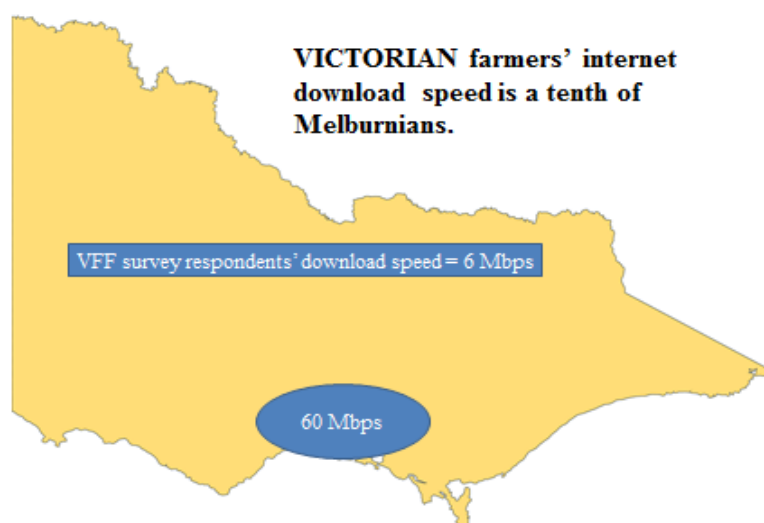 VICTORIAN farmers’ internet
download speed is a tenth of
Melburnians.
VFF survey respondents’ download speed = 6 Mbps
60 Mbps